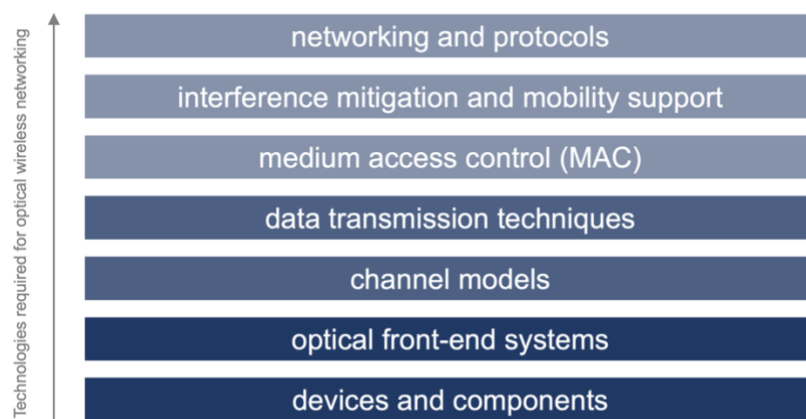 Technologies required for optical wireless networking
networking and protocols
interference mitigation and mobility support
medium access control (MAC)
data transmission techniques
channel models
optical front-end systems
devices and components